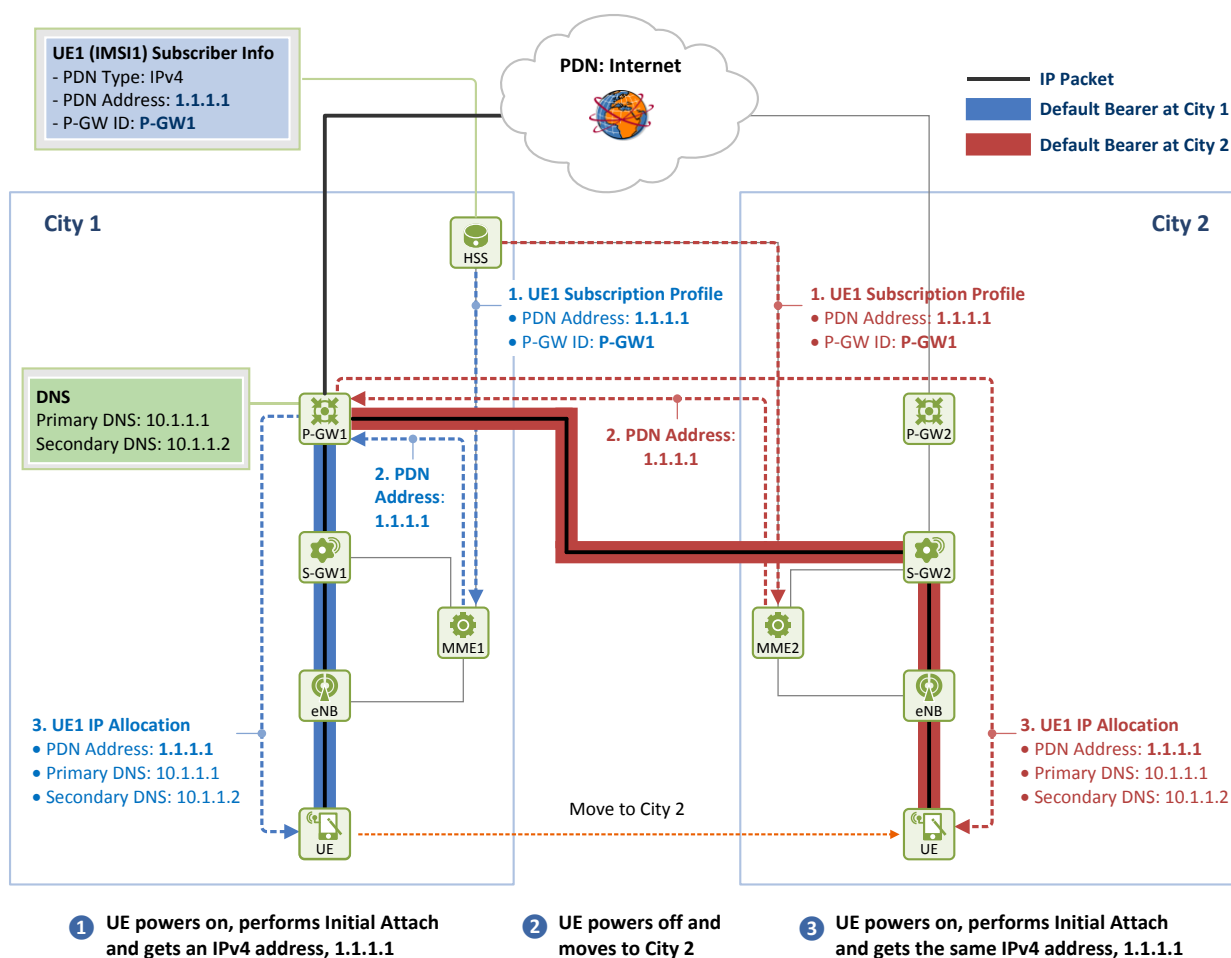 UE1 (IMSI1) Subscriber Info
- PDN Type: IPv4
- PDN Address: 1.1.1.1
- P-GW ID: P-GW1
PDN: Internet
IP Packet
Default Bearer at City 1
Default Bearer at City 2
City 1
City 2
HSS
1. UE1 Subscription Profile
• PDN Address: 1.1.1.1
• P-GW ID: P-GW1
1. UE1 Subscription Profile
• PDN Address: 1.1.1.1
• P-GW ID: P-GW1
DNS
Primary DNS: 10.1.1.1
Secondary DNS: 10.1.1.2
P-GW1
P-GW2
2. PDN
Address:
1.1.1.1
2. PDN Address:
1.1.1.1
S-GW1
S-GW2
MME1
MME2
eNB
eNB
3. UE1 IP Allocation
• PDN Address: 1.1.1.1
• Primary DNS: 10.1.1.1
• Secondary DNS: 10.1.1.2
3. UE1 IP Allocation
• PDN Address: 1.1.1.1
• Primary DNS: 10.1.1.1
• Secondary DNS: 10.1.1.2
Move to City 2
UE
UE
1 UE powers on, performs Initial Attach
and gets an IPv4 address, 1.1.1.1
2 UE powers off and
moves to City 2
3 UE powers on, performs Initial Attach
and gets the same IPv4 address, 1.1.1.1